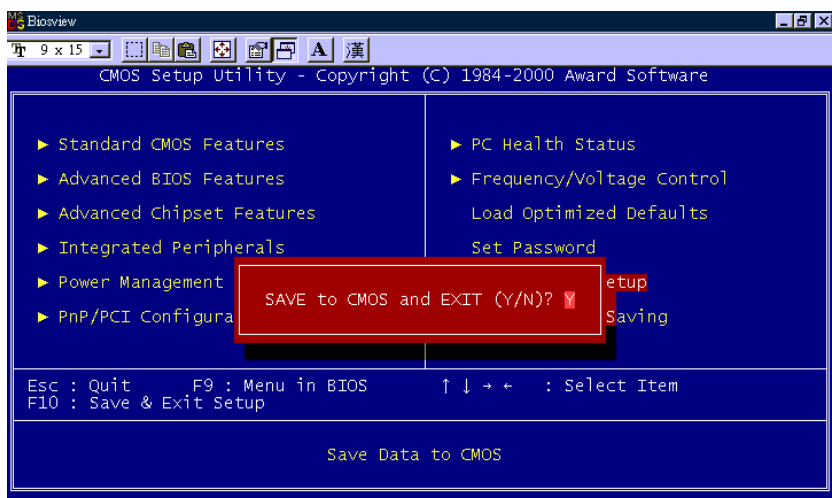 Biosview
9 x 15
A 漢
CMOS Setup Utility - Copyright (C) 1984-2000 Award Software
► Standard CMOS Features
► Advanced BIOS Features
► Advanced Chipset Features
► Integrated Peripherals
► Power Management
► PnP/PCI Configura
► PC Health Status
► Frequency/Voltage Control
Load Optimized Defaults
Set Password
etup
Saving
SAVE to CMOS and EXIT (Y/N)? Y
Esc : Quit F9 : Menu in BIOS ↑ ↓ → ← : Select Item
F10 : Save & Exit Setup
Save Data to CMOS